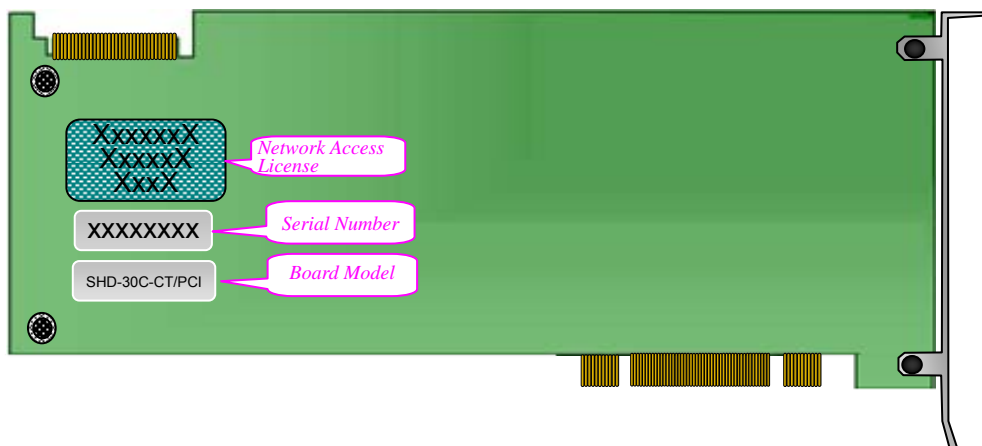 XxxxxxX
XxxxxX
XxxX
Network Access
License
XXXXXXXX
Serial Number
SHD-30C-CT/PCI
Board Model